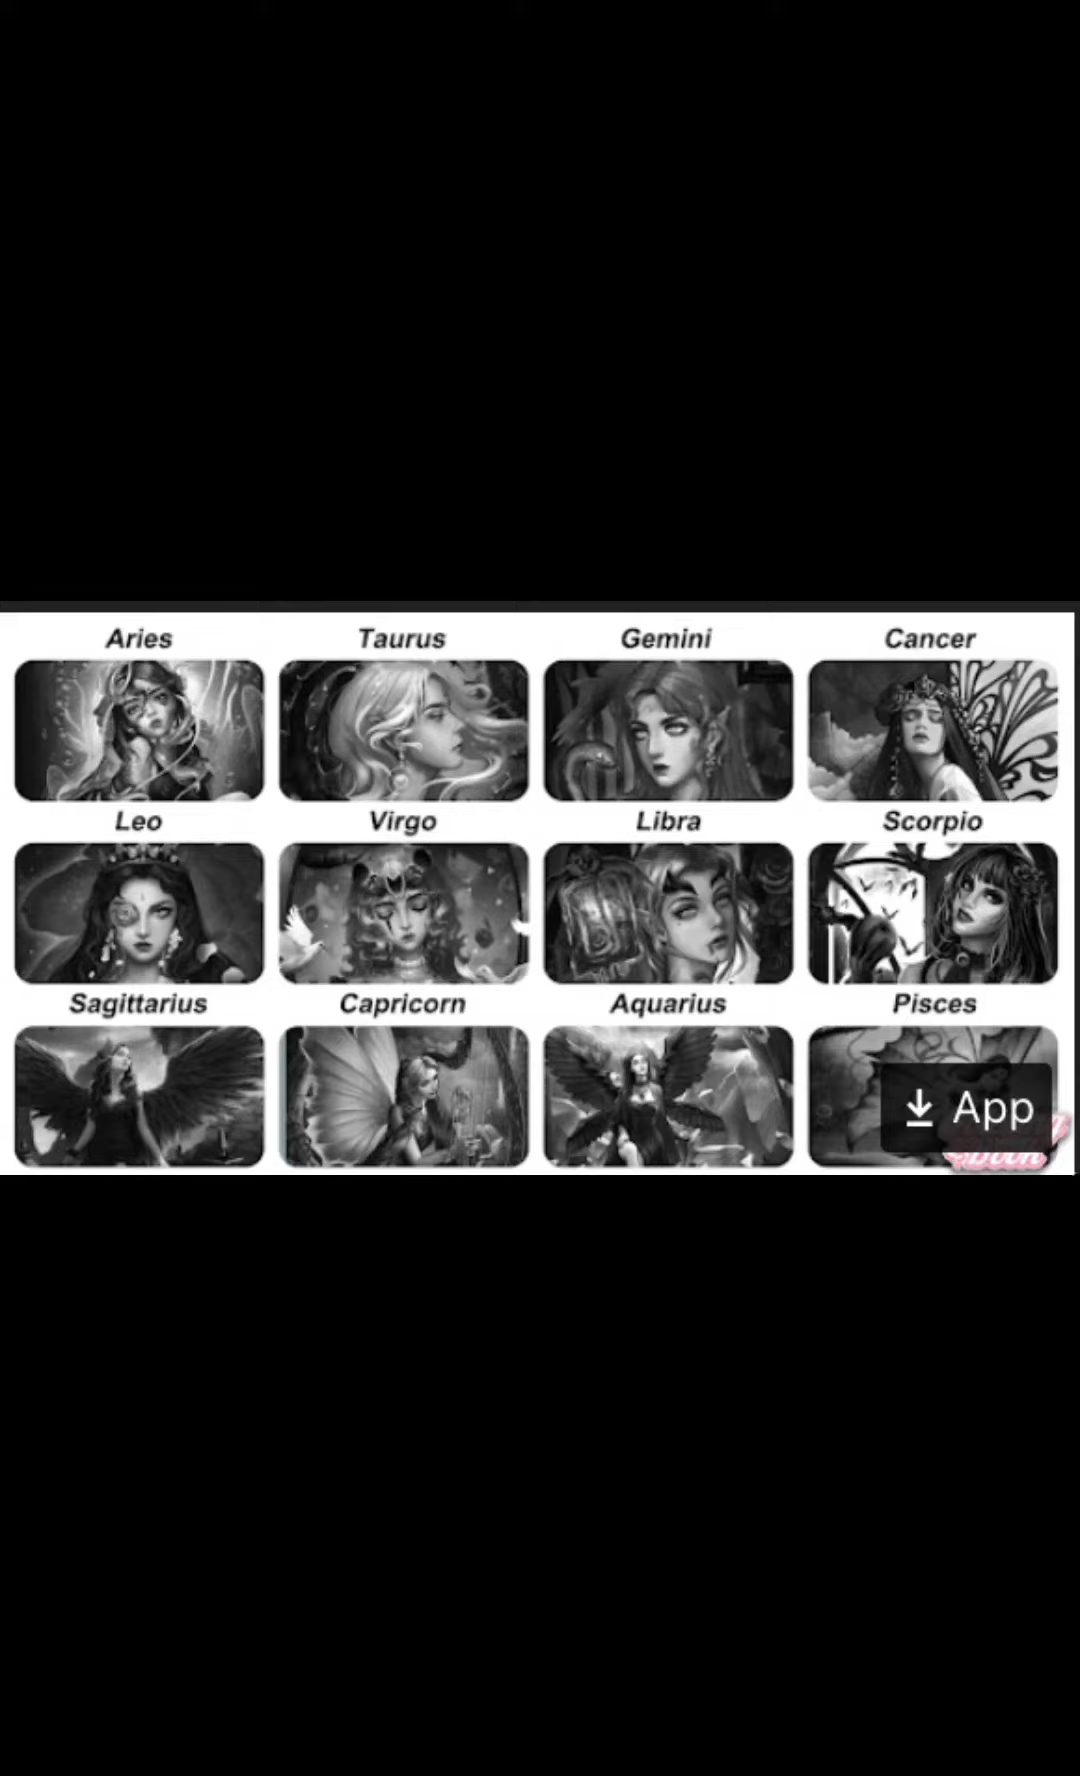 Aries Taurus Gemini Cancer
Leo Virgo Libra Scorpio
Sagittarius Capricorn Aquarius Pisces
App